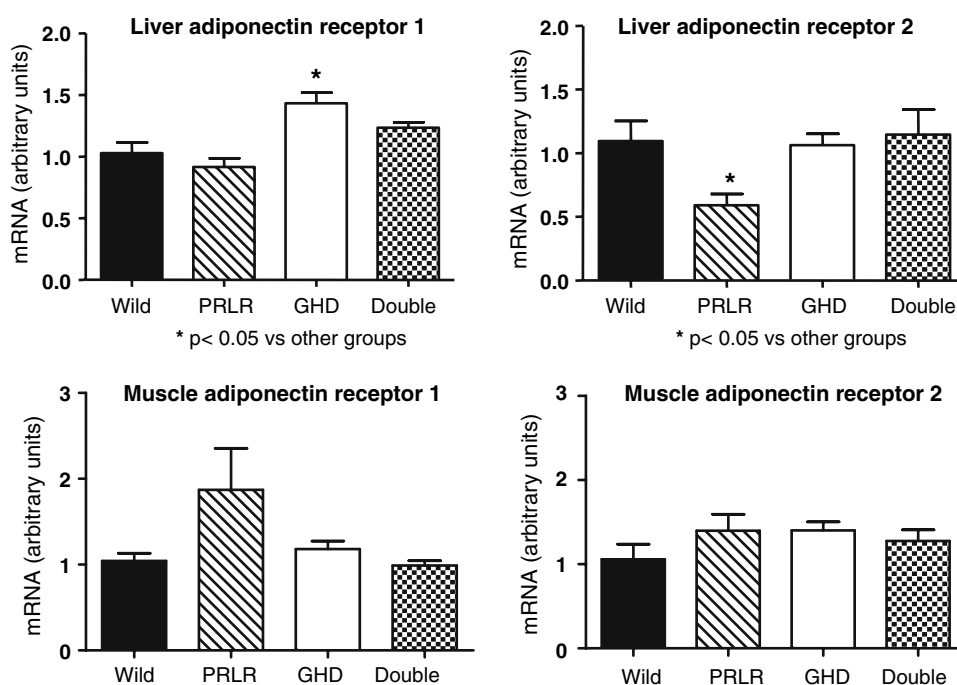 Liver adiponectin receptor 1
mRNA (arbitrary units)
2.0
1.5
1.0
0.5
0.0
*
Wild PRLR GHD Double
* p< 0.05 vs other groups
Liver adiponectin receptor 2
mRNA (arbitrary units)
2.0
1.5
1.0
0.5
0.0
*
Wild PRLR GHD Double
* p< 0.05 vs other groups
Muscle adiponectin receptor 1
mRNA (arbitrary units)
3
2
1
0
Wild PRLR GHD Double
Muscle adiponectin receptor 2
mRNA (arbitrary units)
3
2
1
0
Wild PRLR GHD Double